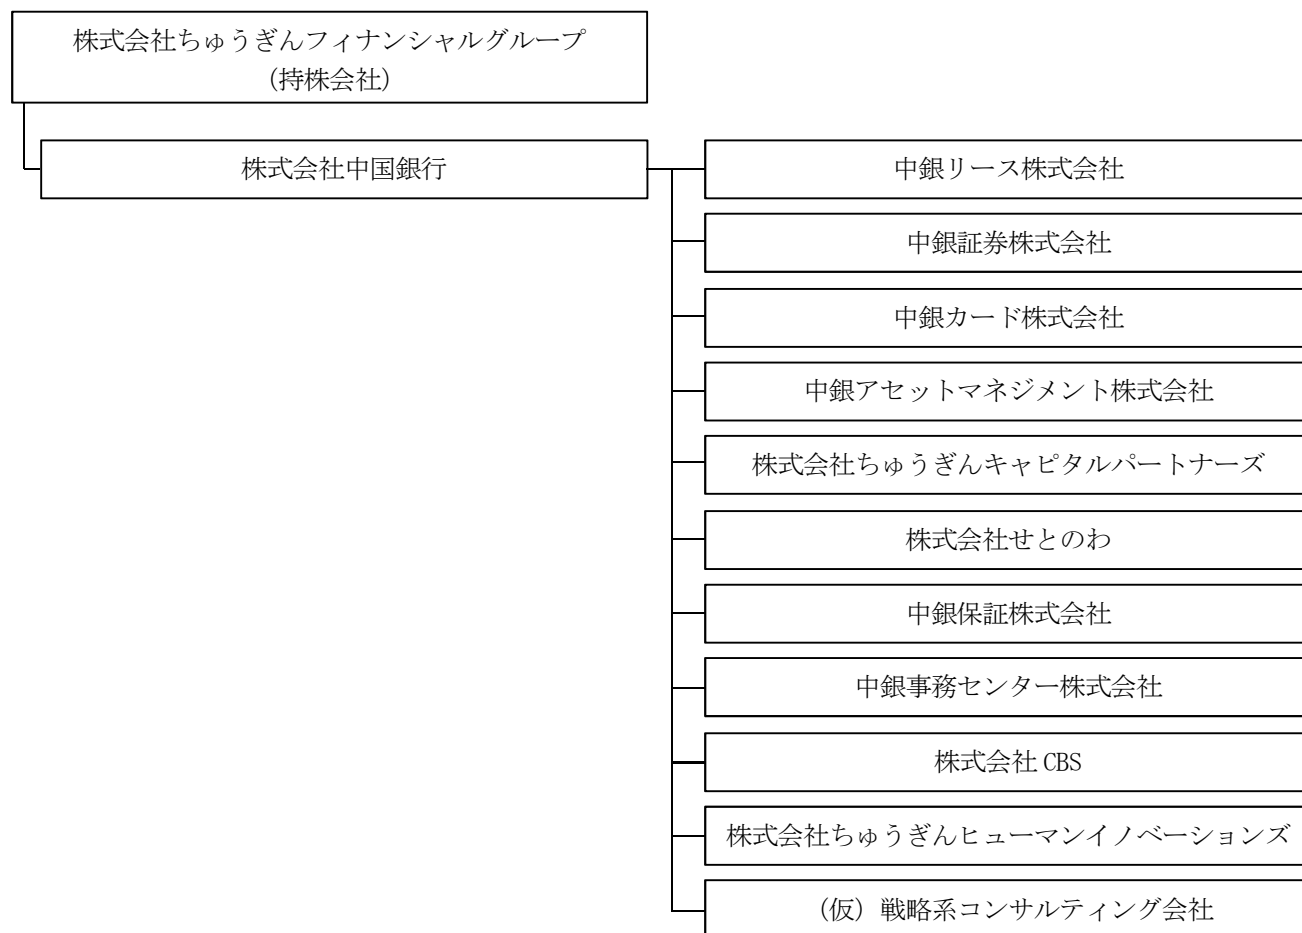 株式会社ちゅうぎんフィナンシャルグループ
（持株会社）
株式会社中国銀行
中銀リース株式会社
中銀証券株式会社
中銀カード株式会社
中銀アセットマネジメント株式会社
株式会社ちゅうぎんキャピタルパートナーズ
株式会社せとのわ
中銀保証株式会社
中銀事務センター株式会社
株式会社 CBS
株式会社ちゅうぎんヒューマンイノベーションズ
（仮）戦略系コンサルティング会社